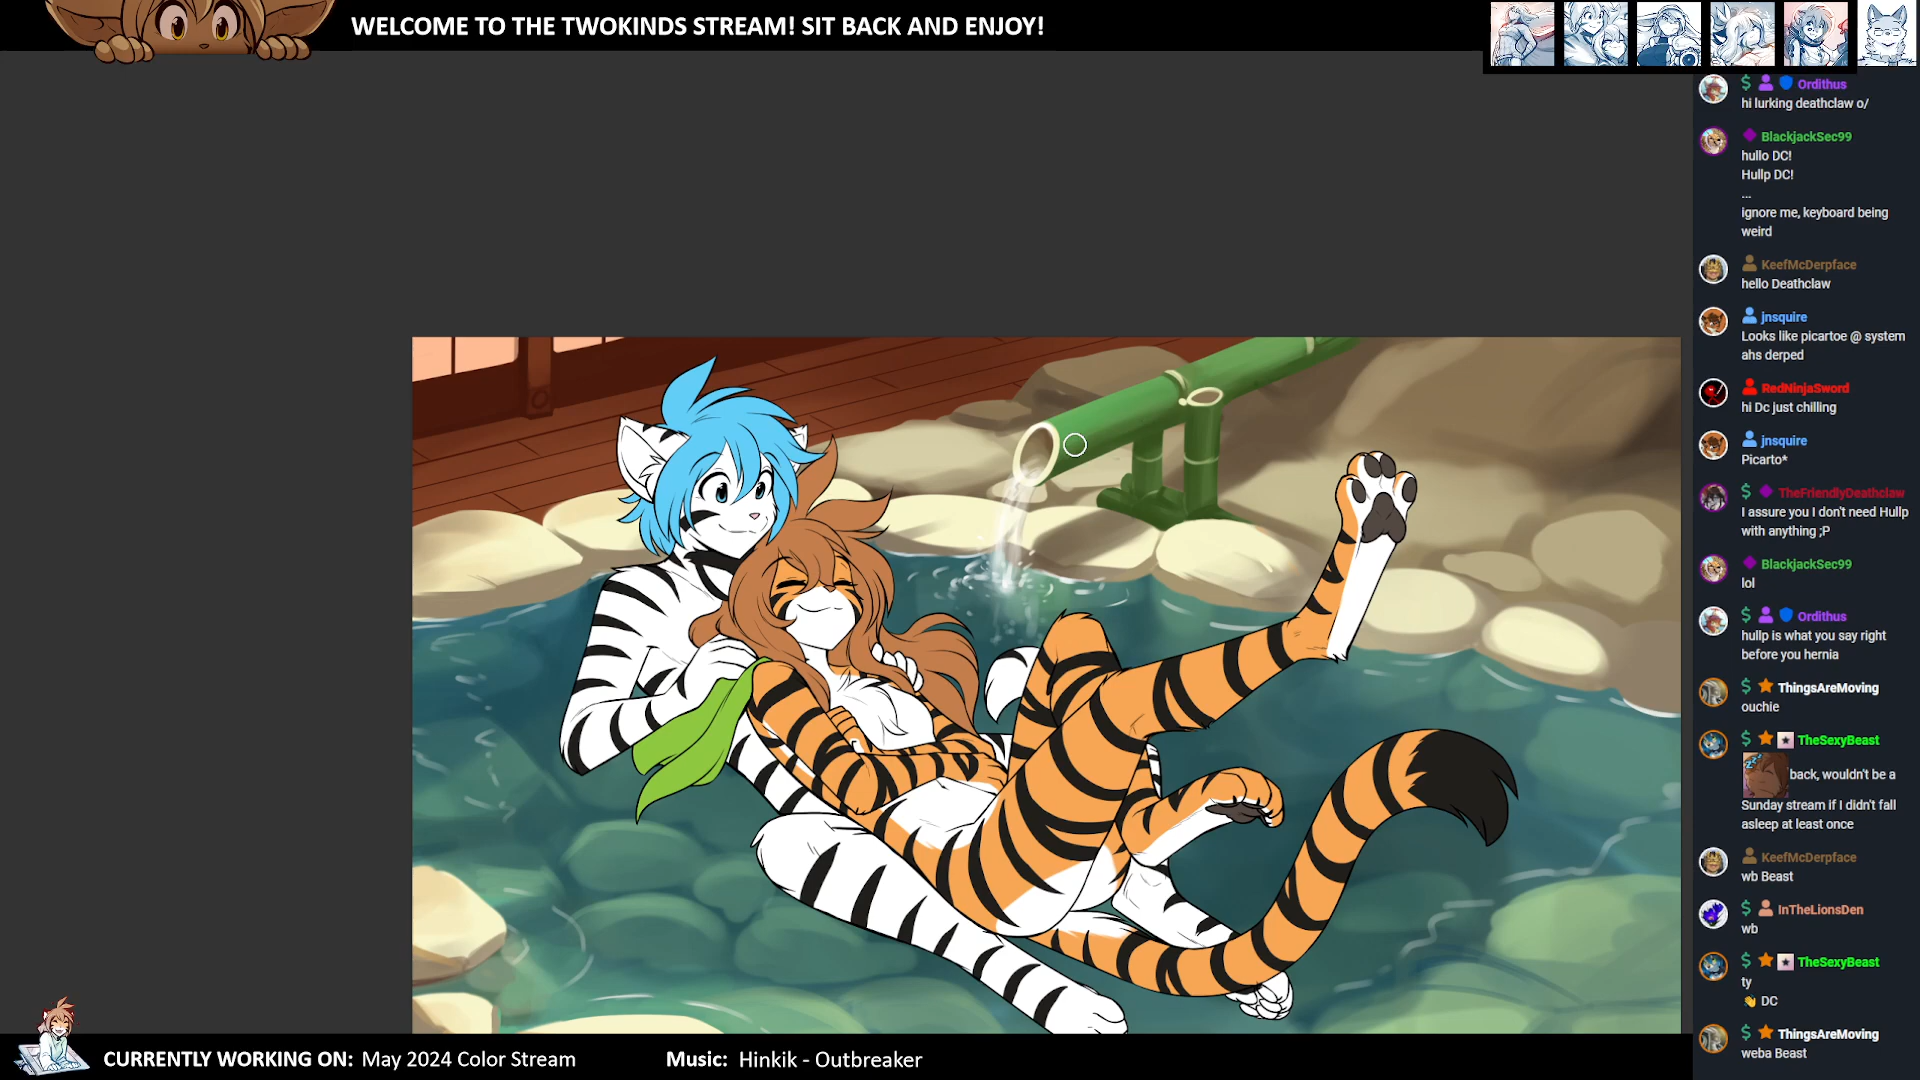 WELCOME TO THE TWOKINDS STREAM! SIT BACK AND ENJOY!
Ordithus
hi lurking deathclaw o/
BlackjackSec99
hullo DC!
Hullp DC!
...
ignore me, keyboard being
weird
KeefMcDerpface
hello Deathclaw
jnsquire
Looks like picartoe @ system
ahs derped
RedNinjaSword
hi Dc just chilling
jnsquire
Picarto*
TheFriendlyDeathclaw
I assure you I don't need Hullp
with anything ;P
BlackjackSec99
lol
Ordithus
hullp is what you say right
before you hernia
ThingsAreMoving
ouchie
TheSexyBeast
back, wouldn't be a
Sunday stream if I didn't fall
asleep at least once
KeefMcDerpface
wb Beast
InTheLionsDen
wb
TheSexyBeast
ty
👋 DC
ThingsAreMoving
weba Beast
CURRENTLY WORKING ON: May 2024 Color Stream
Music: Hinkik - Outbreaker